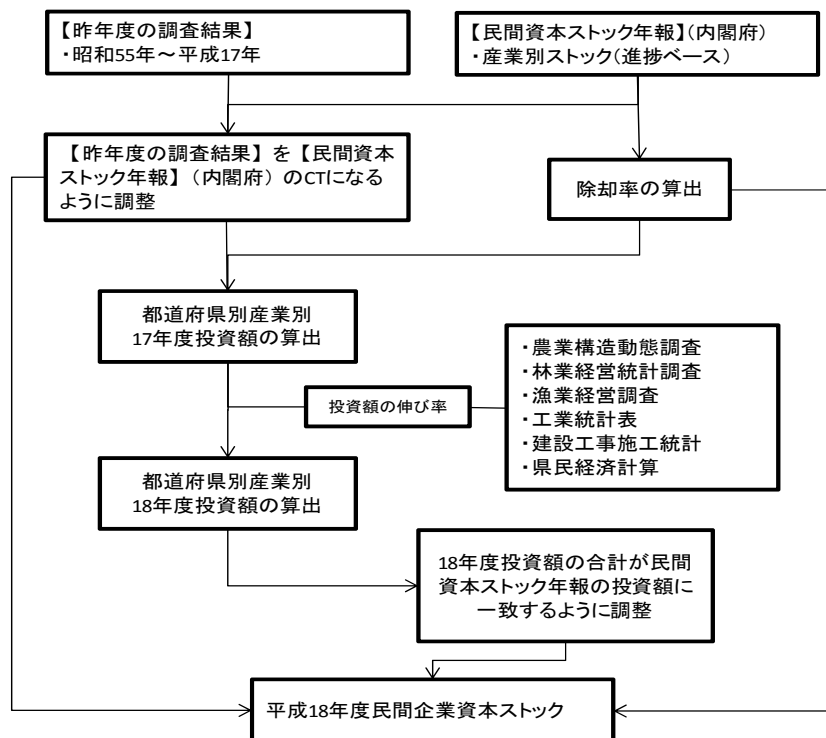 【昨年度の調査結果】
・昭和55年～平成17年
【民間資本ストック年報】(内閣府)
・産業別ストック(進捗ベース)
【昨年度の調査結果】を【民間資本
ストック年報】(内閣府)のCTになる
ように調整
除却率の算出
都道府県別産業別
17年度投資額の算出
投資額の伸び率
・農業構造動態調査
・林業経営統計調査
・漁業経営調査
・工業統計表
・建設工事施工統計
・県民経済計算
都道府県別産業別
18年度投資額の算出
18年度投資額の合計が民間
資本ストック年報の投資額に
一致するように調整
平成18年度民間企業資本ストック